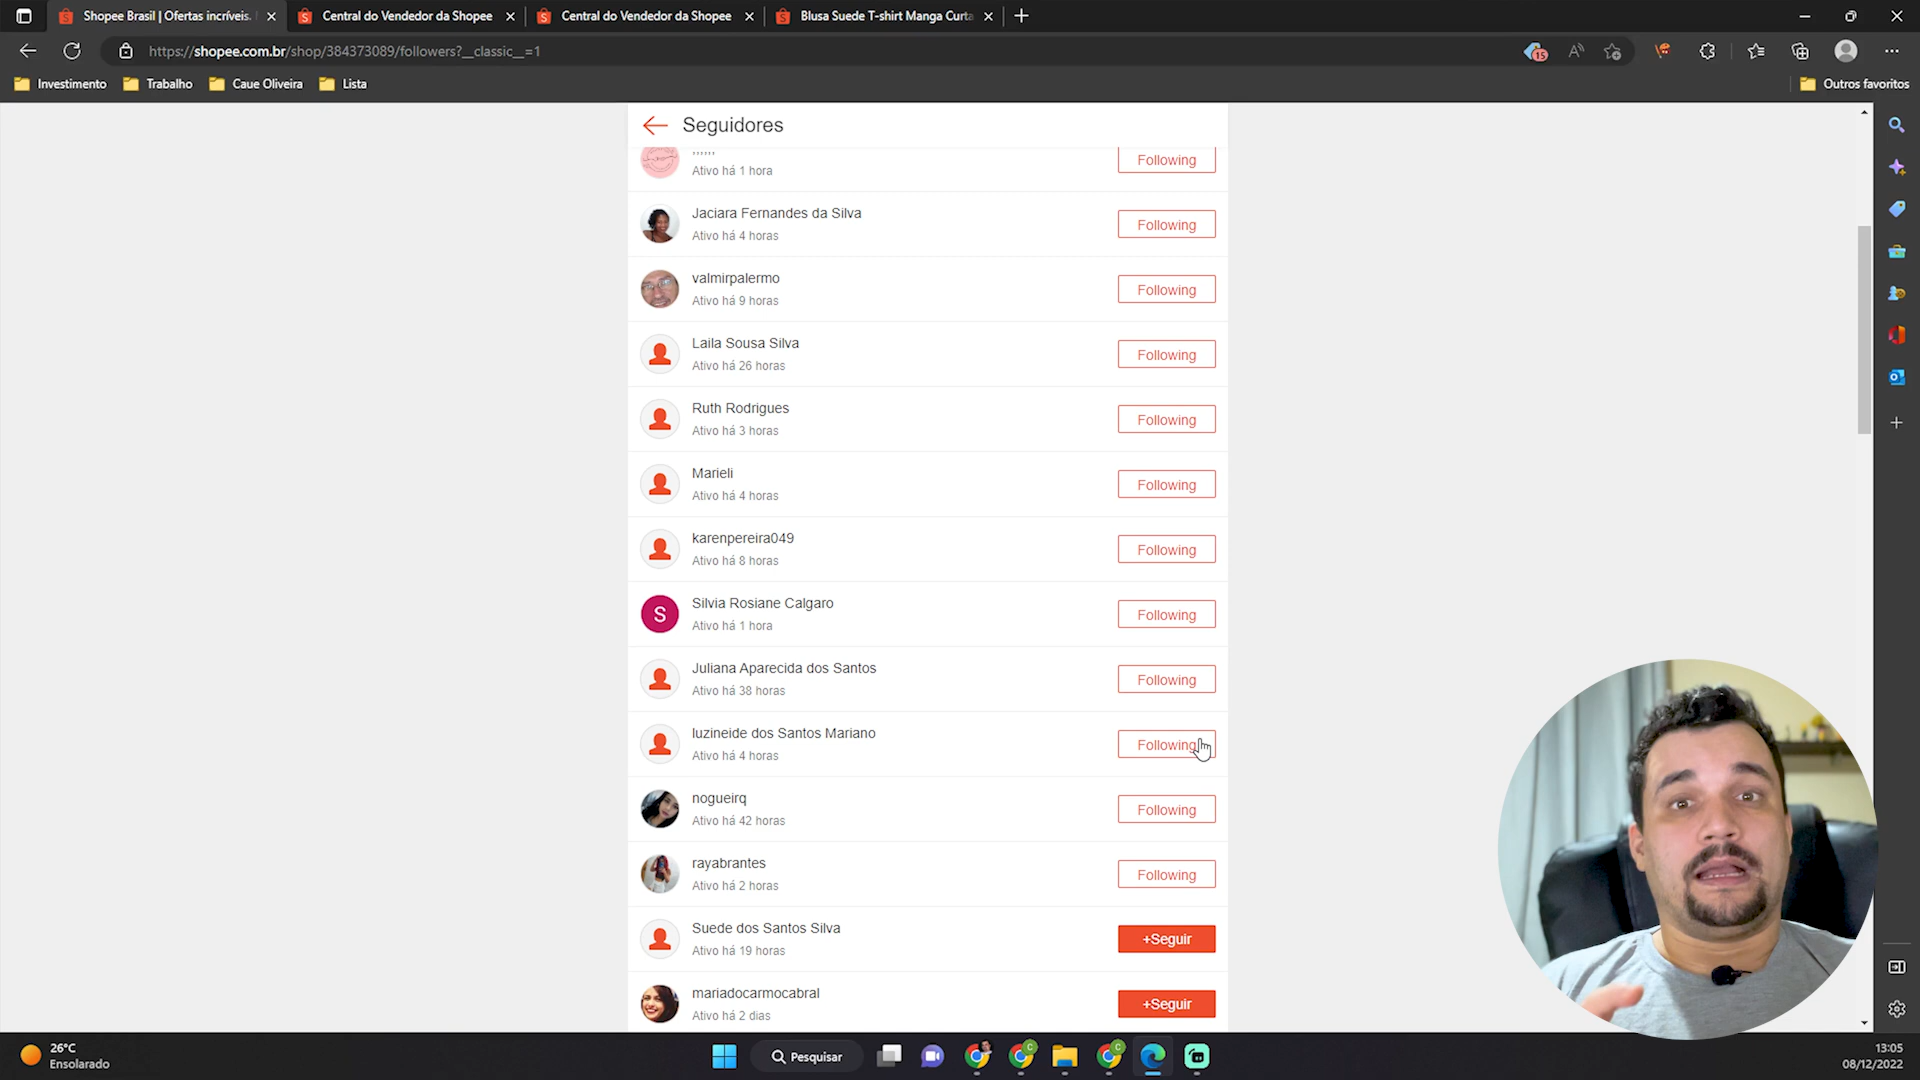 Shopee Brasil | Ofertas incríveis.
Central do Vendedor da Shopee
Central do Vendedor da Shopee
Blusa Suede T-shirt Manga Curta
https://shopee.com.br/shop/384373089/followers?__classic__=1
15
Investimento
Trabalho
Caue Oliveira
Lista
Outros favoritos
Seguidores
Ativo há 1 hora
Following
Jaciara Fernandes da Silva
Ativo há 4 horas
Following
valmirpalermo
Ativo há 9 horas
Following
Laila Sousa Silva
Ativo há 26 horas
Following
Ruth Rodrigues
Ativo há 3 horas
Following
Marieli
Ativo há 4 horas
Following
karenpereira049
Ativo há 8 horas
Following
S
Silvia Rosiane Calgaro
Ativo há 1 hora
Following
Juliana Aparecida dos Santos
Ativo há 38 horas
Following
luzineide dos Santos Mariano
Ativo há 4 horas
Following
nogueirq
Ativo há 42 horas
Following
rayabrantes
Ativo há 2 horas
Following
Suede dos Santos Silva
Ativo há 19 horas
+Seguir
mariadocarmocabral
Ativo há 2 dias
+Seguir
26°C
Ensolarado
Pesquisar
13:05
08/12/2022